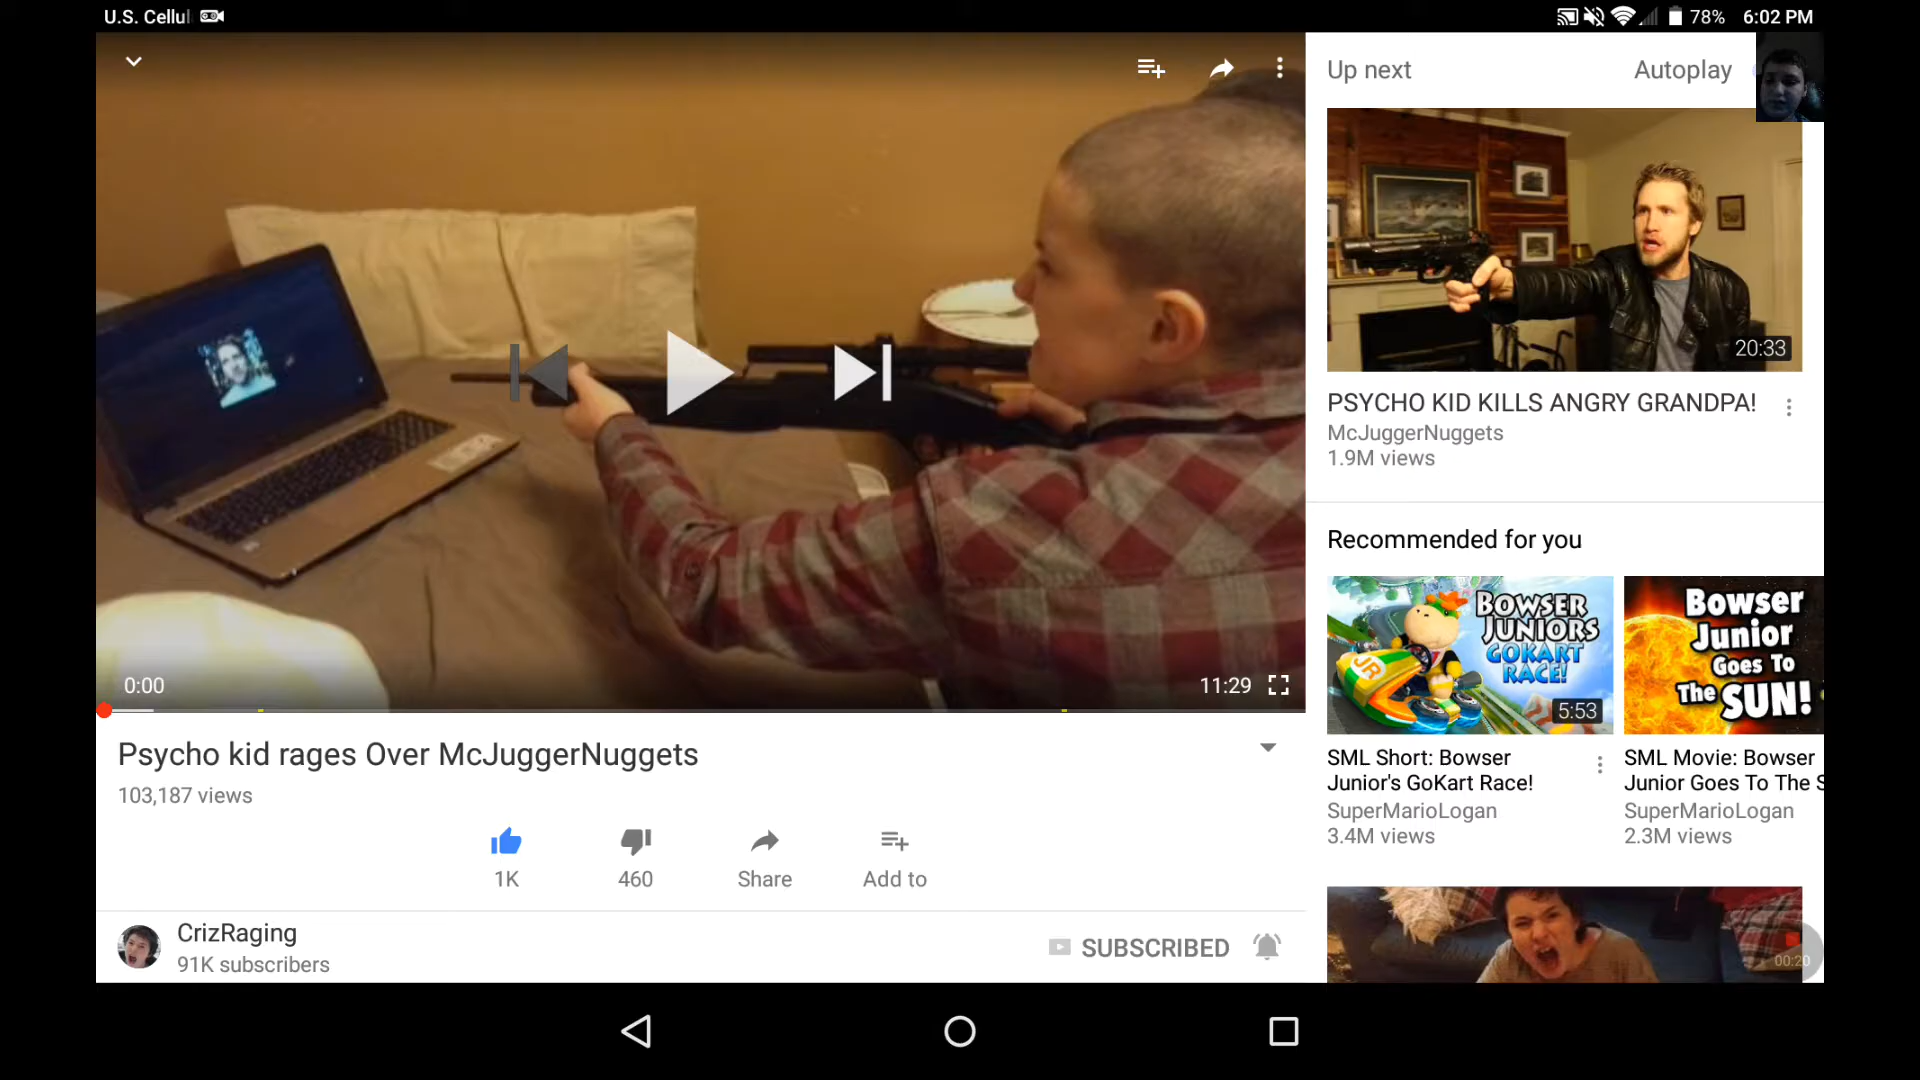 U.S. Cellul
78% 6:02 PM
Up next
Autoplay
20:33
PSYCHO KID KILLS ANGRY GRANDPA!
McJuggerNuggets
1.9M views
0:00
11:29
Psycho kid rages Over McJuggerNuggets
103,187 views
1K
460
Share
Add to
CrizRaging
91K subscribers
SUBSCRIBED
Recommended for you
BOWSER
JUNIORS
GOKART
RACE!
JR
5:53
SML Short: Bowser
Junior's GoKart Race!
SuperMarioLogan
3.4M views
Bowser
Junior
Goes To
The SUN!
SML Movie: Bowser
Junior Goes To The S
SuperMarioLogan
2.3M views
00:20